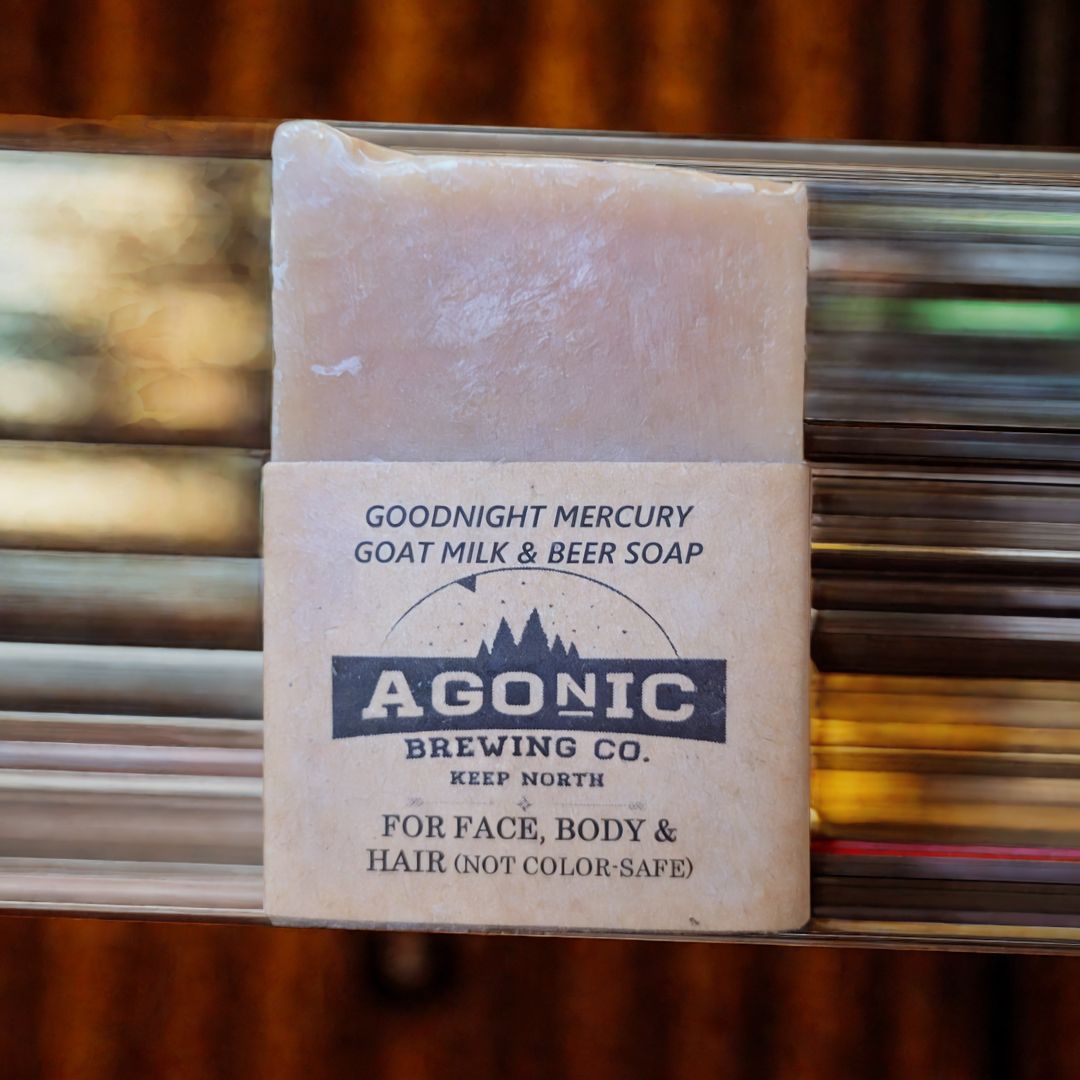 GOODNIGHT MERCURY
GOAT MILK & BEER SOAP
AGONIC
BREWING CO.
KEEP NORTH
FOR FACE, BODY &
HAIR (NOT COLOR-SAFE)